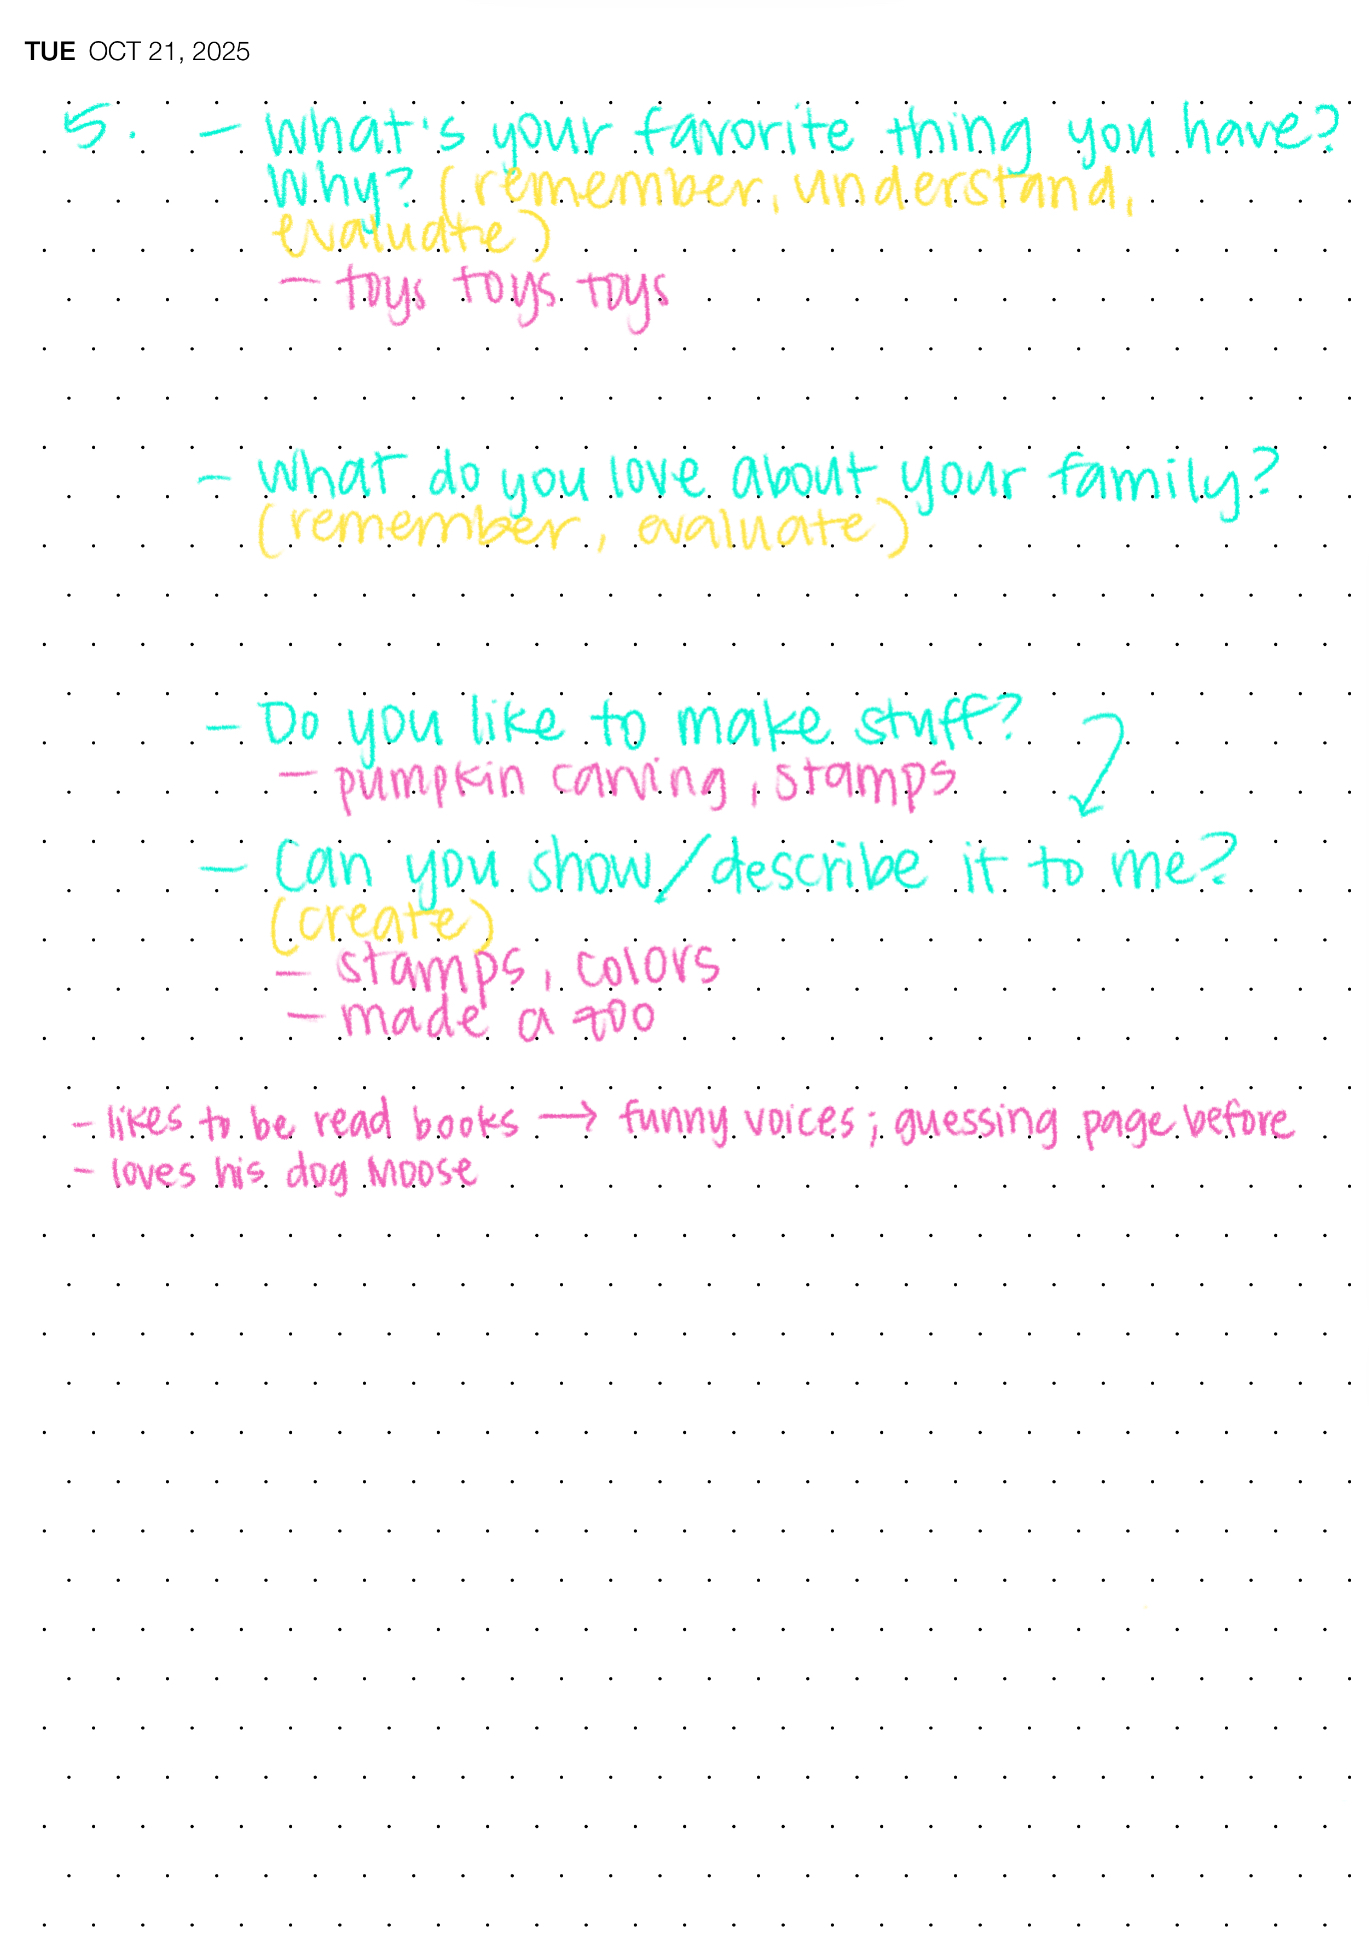 TUE OCT 21, 2025
5. - What's your favorite thing you have?
Why? (remember, understand,
evaluate)
- toys toys toys
- What do you love about your family?
(remember, evaluate)
- Do you like to make stuff?
- pumpkin carving, stamps
- Can you show/describe it to me?
(create)
- stamps, colors
- made a zoo
- likes to be read books → funny voices; guessing page before
- loves his dog Moose